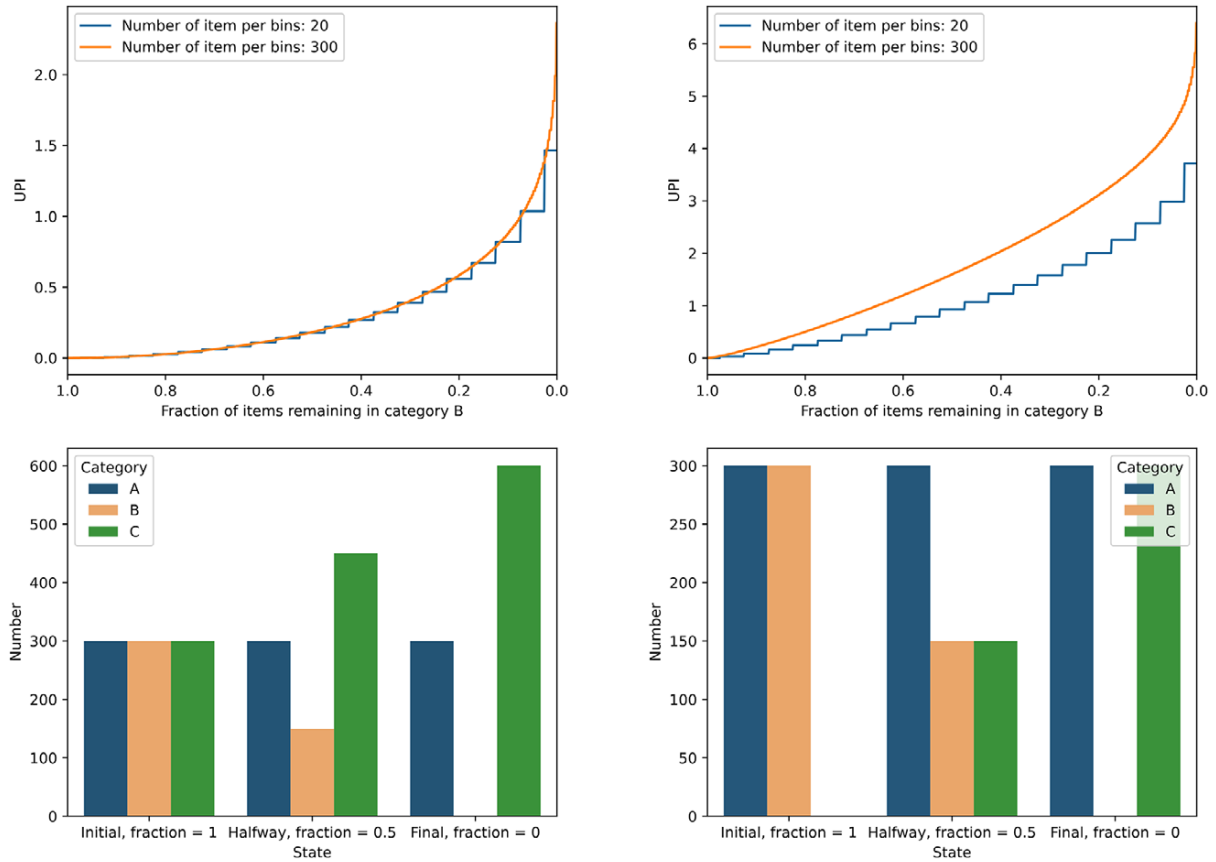 Number of item per bins: 20
Number of item per bins: 300
2.0
1.5
1.0
0.5
0.0
UPI
1.0 0.8 0.6 0.4 0.2 0.0
Fraction of items remaining in category B
Number of item per bins: 20
Number of item per bins: 300
6
5
4
3
2
1
0
UPI
1.0 0.8 0.6 0.4 0.2 0.0
Fraction of items remaining in category B
Category
A
B
C
600
500
400
300
200
100
0
Number
Initial, fraction = 1 Halfway, fraction = 0.5 Final, fraction = 0
State
Category
A
B
C
300
250
200
150
100
50
0
Number
Initial, fraction = 1 Halfway, fraction = 0.5 Final, fraction = 0
State